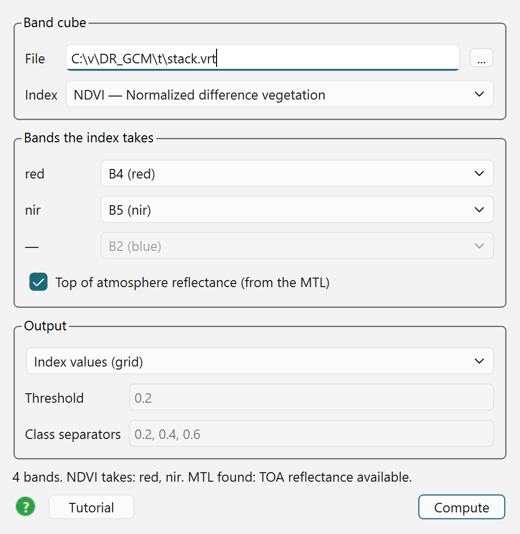 Band cube
File C:\v\DR_GCM\t\stack.vrt ...
Index NDVI — Normalized difference vegetation
Bands the index takes
red B4 (red)
nir B5 (nir)
— B2 (blue)
Top of atmosphere reflectance (from the MTL)
Output
Index values (grid)
Threshold 0.2
Class separators 0.2, 0.4, 0.6
4 bands. NDVI takes: red, nir. MTL found: TOA reflectance available.
? Tutorial Compute